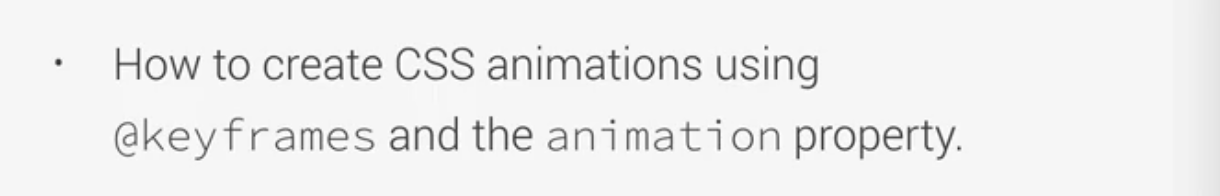 • How to create CSS animations using
@keyframes and the animation property.